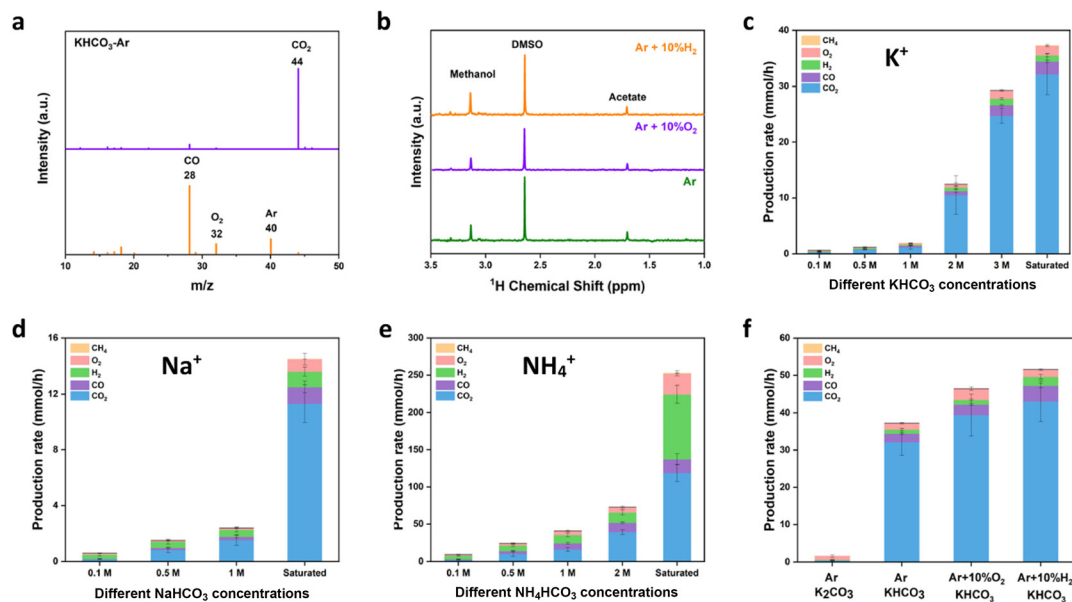 a
KHCO₃-Ar
CO₂
44
CO
28
O₂
32
Ar
40
Intensity (a.u.)
10 20 30 40 50
m/z
b
DMSO
Methanol
Acetate
Ar + 10%H₂
Ar + 10%O₂
Ar
Intensity (a.u.)
3.5 3.0 2.5 2.0 1.5 1.0
¹H Chemical Shift (ppm)
c
CH₄
O₂
H₂
CO
CO₂
K⁺
Production rate (mmol/h)
40
30
20
10
0
0.1 M 0.5 M 1 M 2 M 3 M Saturated
Different KHCO₃ concentrations
d
CH₄
O₂
H₂
CO
CO₂
Na⁺
Production rate (mmol/h)
16
12
8
4
0
0.1 M 0.5 M 1 M Saturated
Different NaHCO₃ concentrations
e
CH₄
O₂
H₂
CO
CO₂
NH₄⁺
Production rate (mmol/h)
300
250
200
150
100
50
0
0.1 M 0.5 M 1 M 2 M Saturated
Different NH₄HCO₃ concentrations
f
CH₄
O₂
H₂
CO
CO₂
Production rate (mmol/h)
60
50
40
30
20
10
0
Ar Ar Ar+10%O₂ Ar+10%H₂
K2CO3 KHCO₃ KHCO₃ KHCO₃